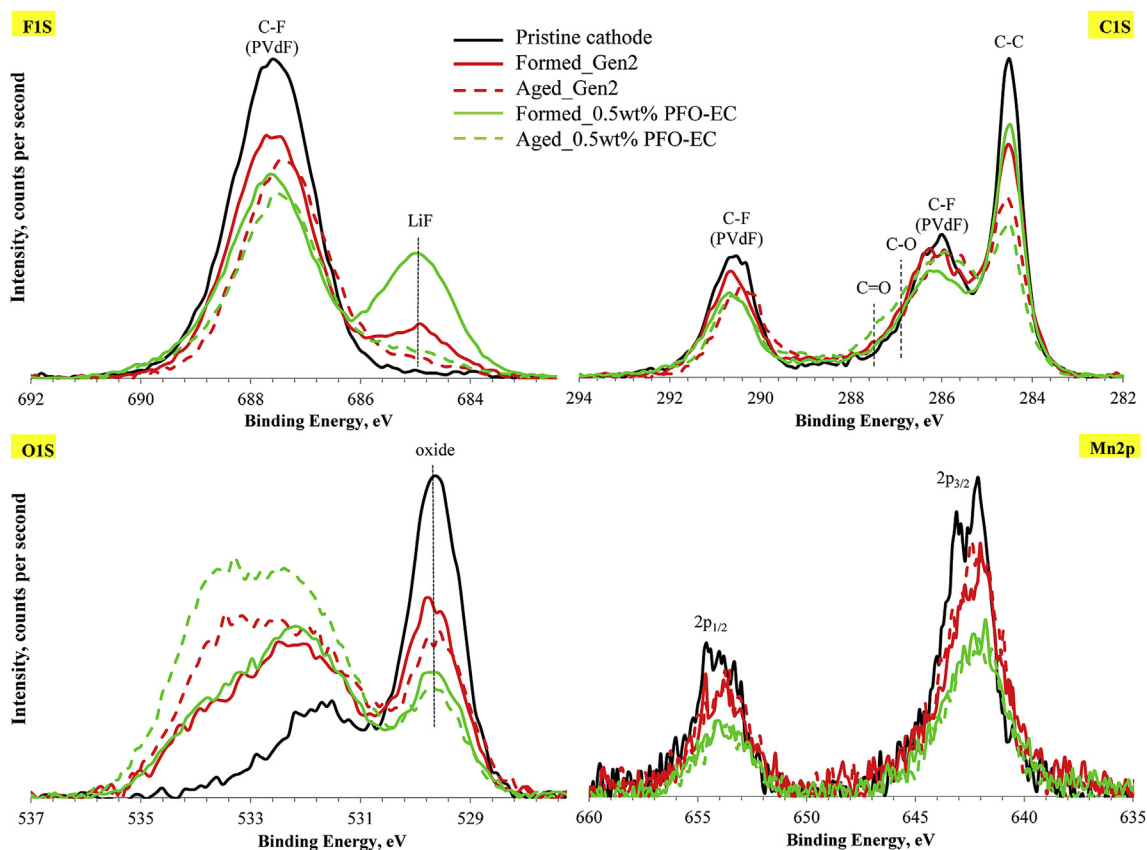 F1S
C-F
(PVdF)
LiF
Pristine cathode
Formed_Gen2
Aged_Gen2
Formed_0.5wt% PFO-EC
Aged_0.5wt% PFO-EC
Intensity, counts per second
692 690 688 686 684
Binding Energy, eV
C1S
C-C
C-F
(PVdF)
C-F
(PVdF)
C-O
C=O
294 292 290 288 286 284 282
Binding Energy, eV
O1S
oxide
Intensity, counts per second
537 535 533 531 529
Binding Energy, eV
Mn2p
2p3/2
2p1/2
660 655 650 645 640 635
Binding Energy, eV